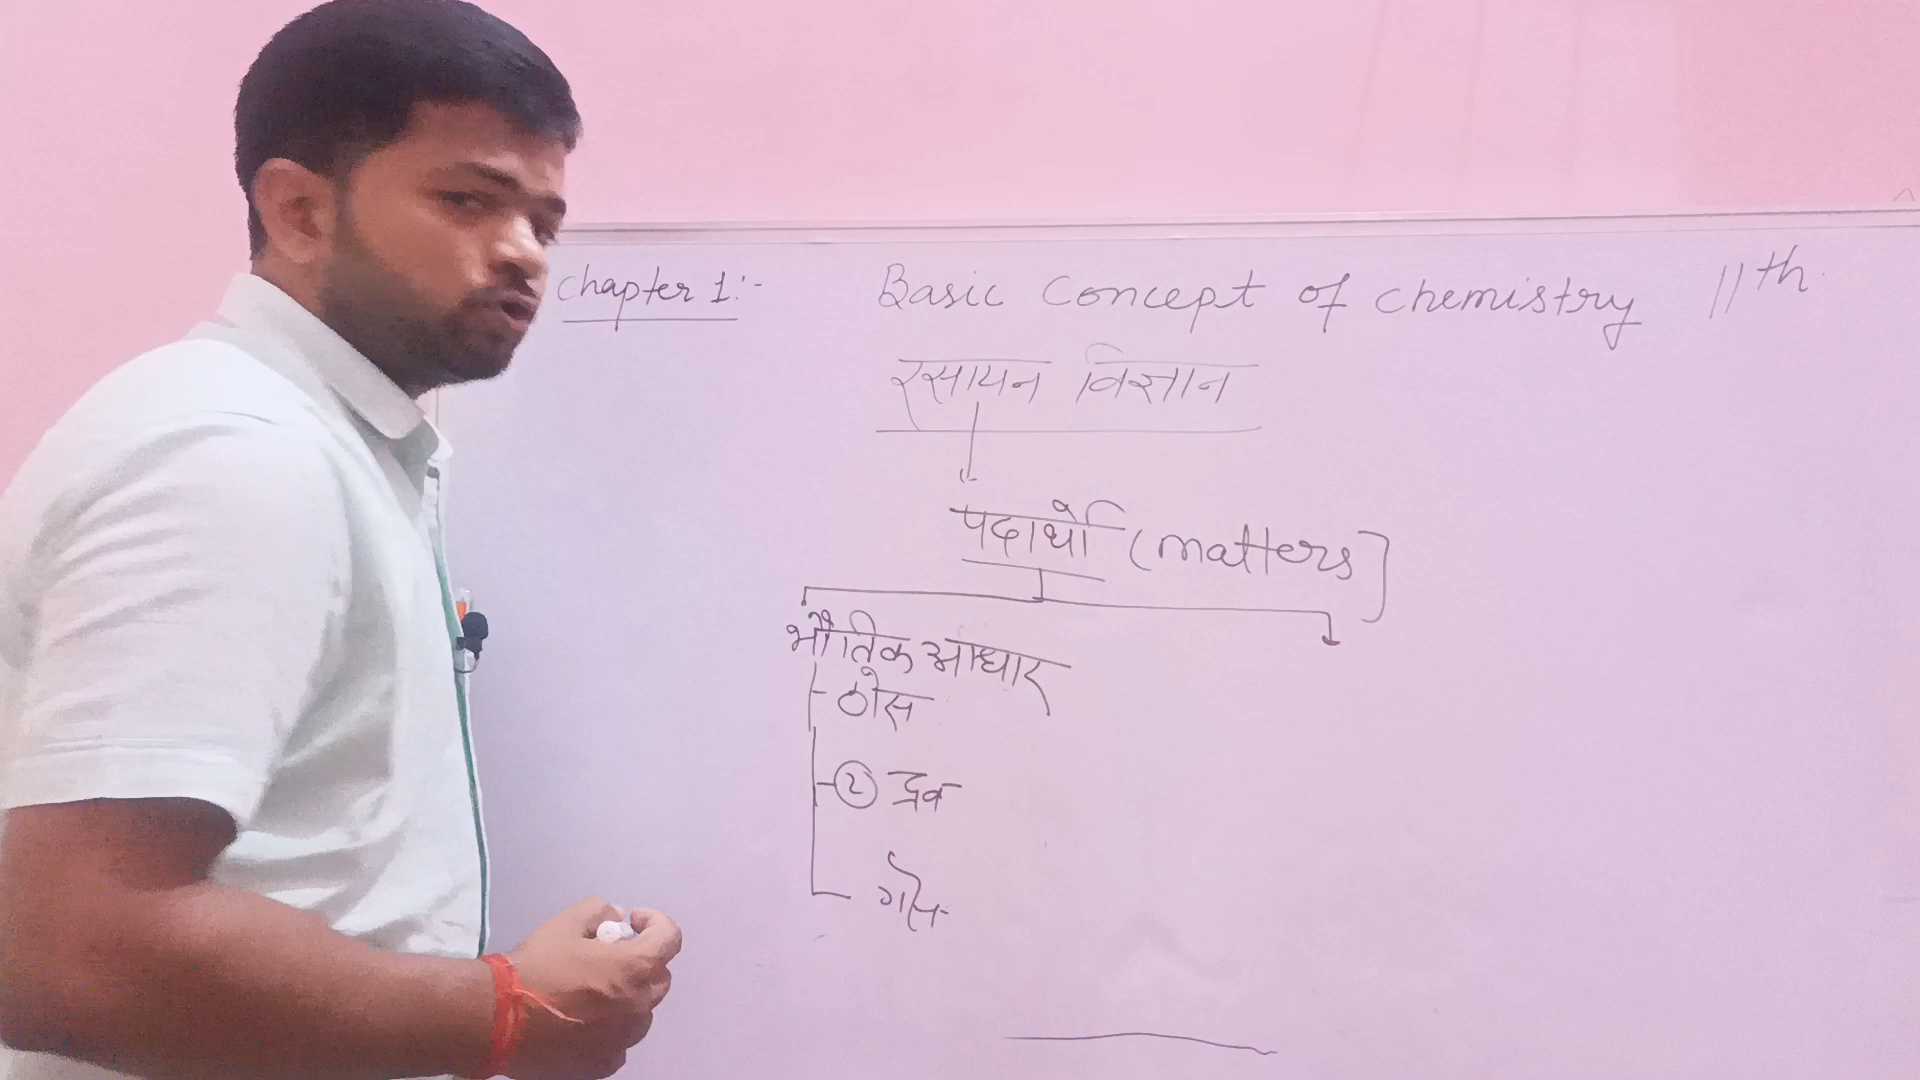 Chapter 1:- Basic Concept of Chemistry 11th
रसायन विज्ञान
पदार्थो (matters]
भौतिक आधार
ठोस
② द्रव
गैस